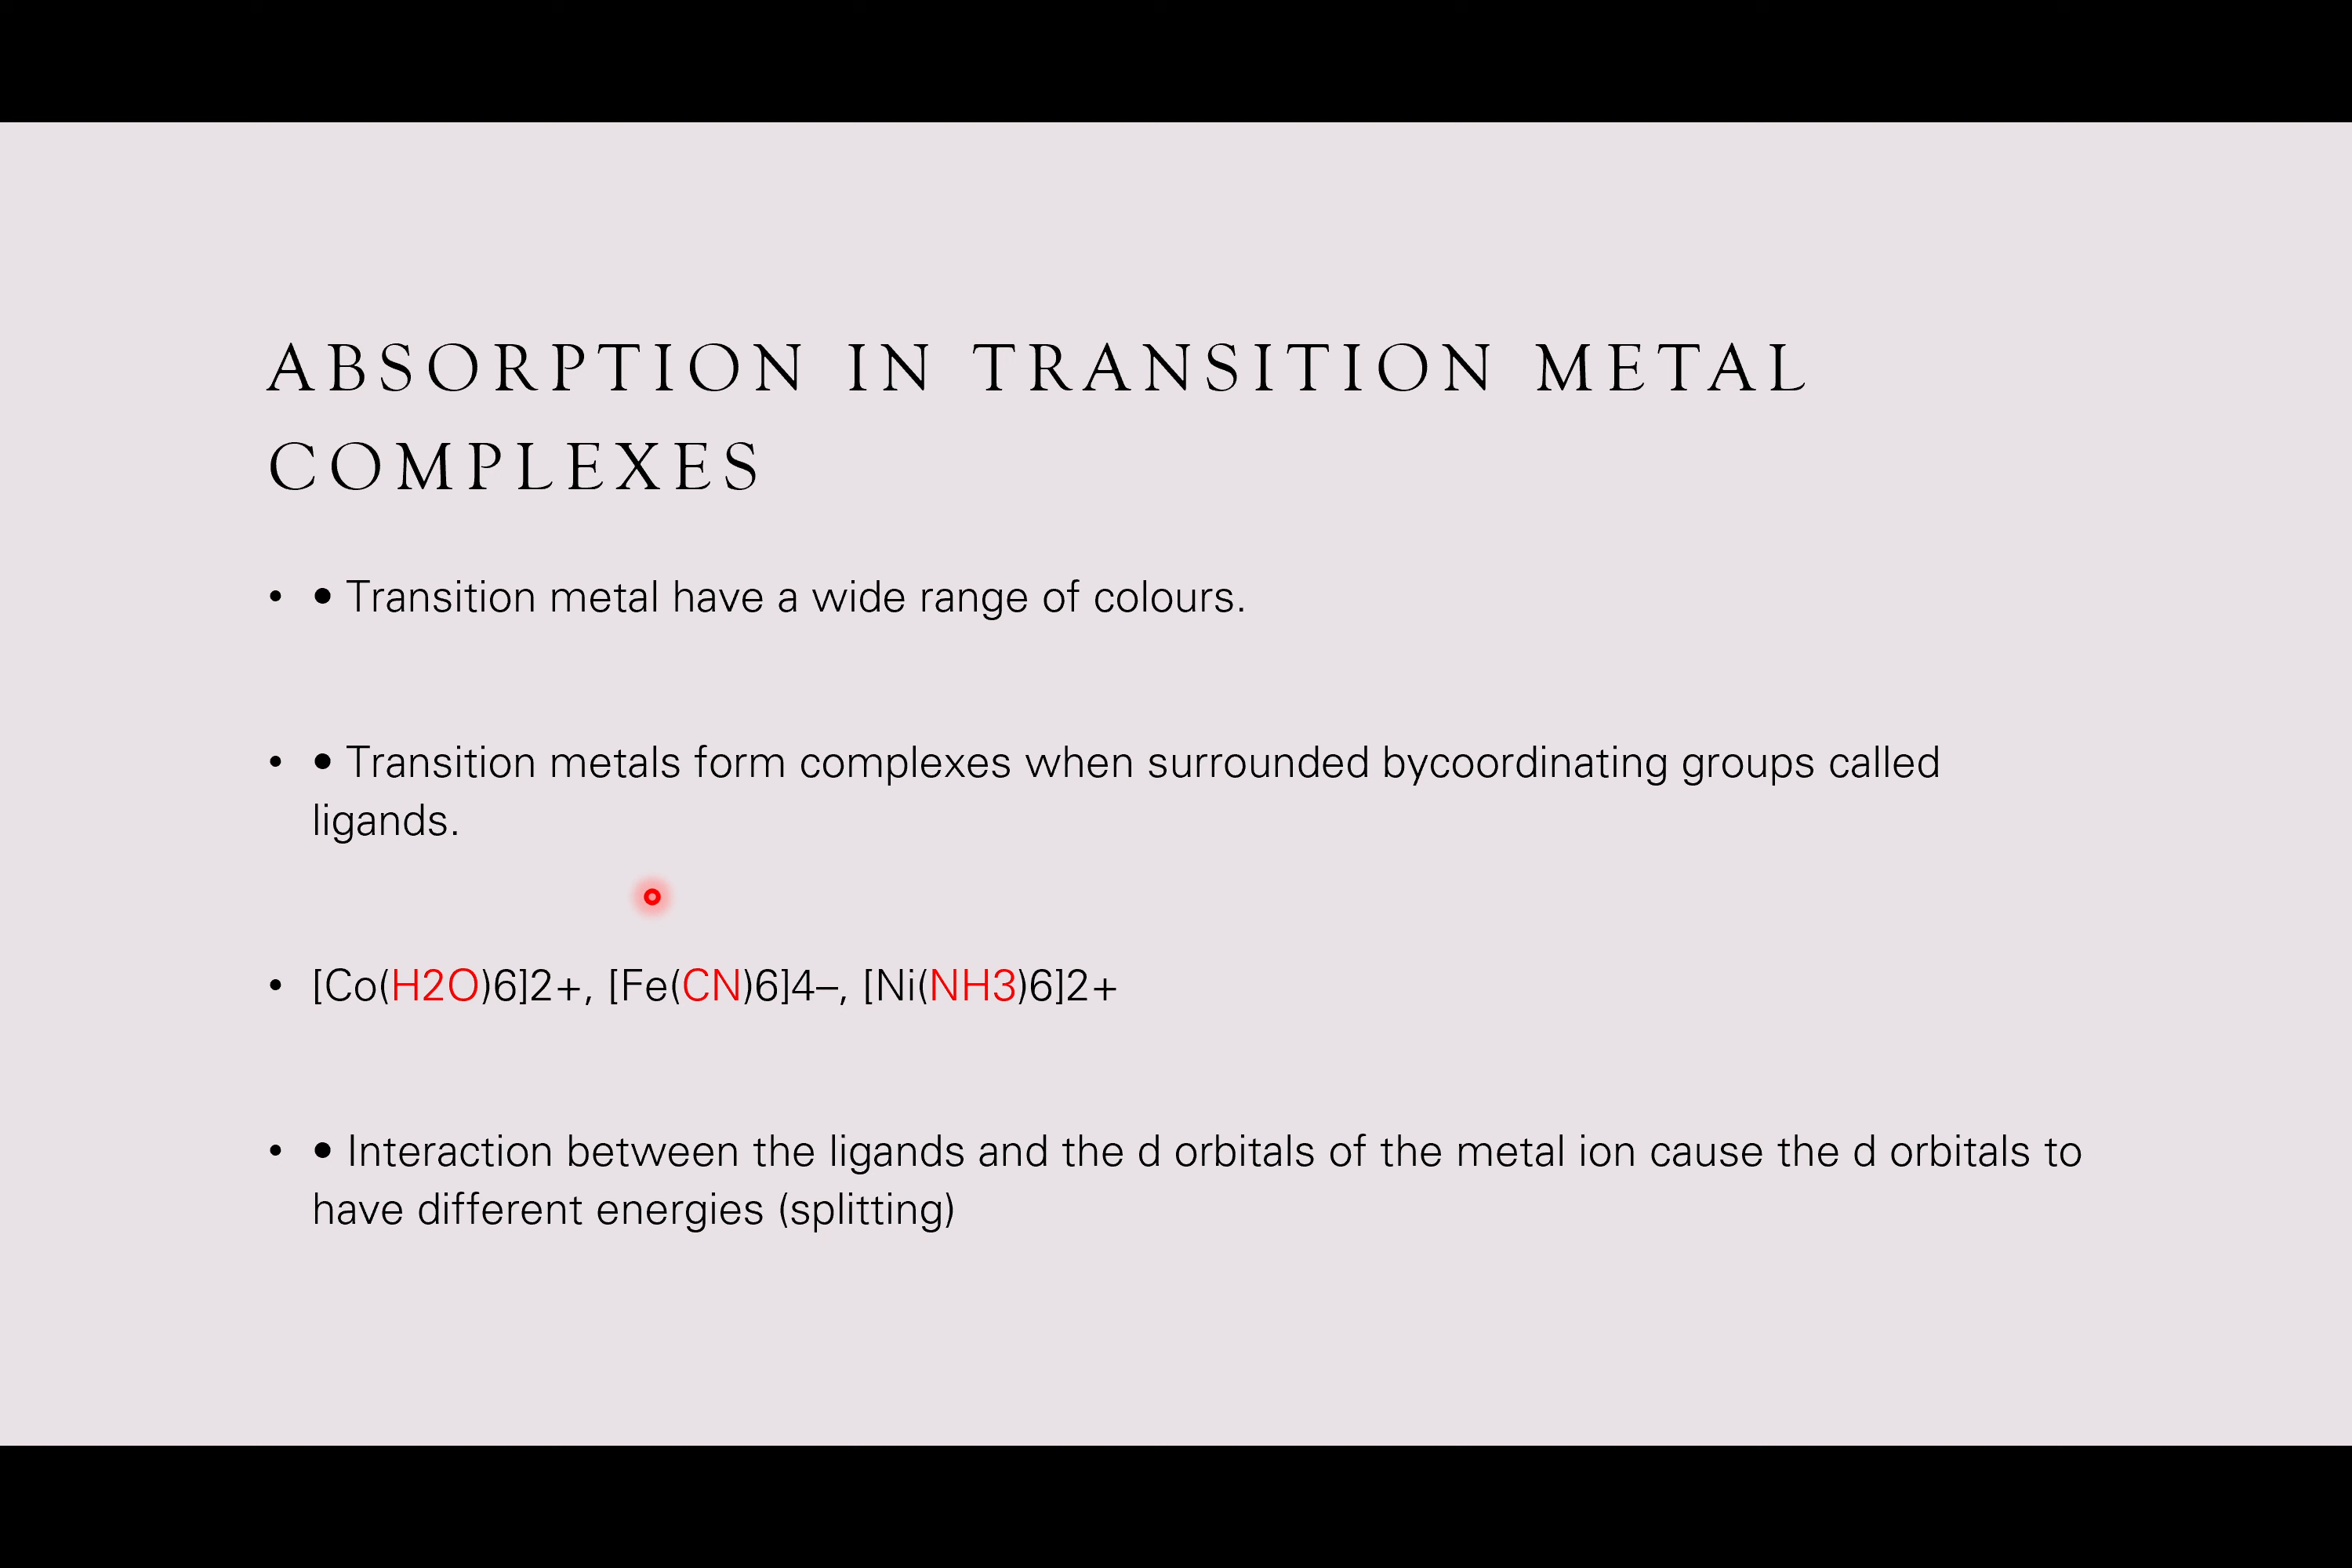 ABSORPTION IN TRANSITION METAL
COMPLEXES
• • Transition metal have a wide range of colours.
• • Transition metals form complexes when surrounded bycoordinating groups called
ligands.
• [Co(H2O)6]2+, [Fe(CN)6]4–, [Ni(NH3)6]2+
• • Interaction between the ligands and the d orbitals of the metal ion cause the d orbitals to
have different energies (splitting)